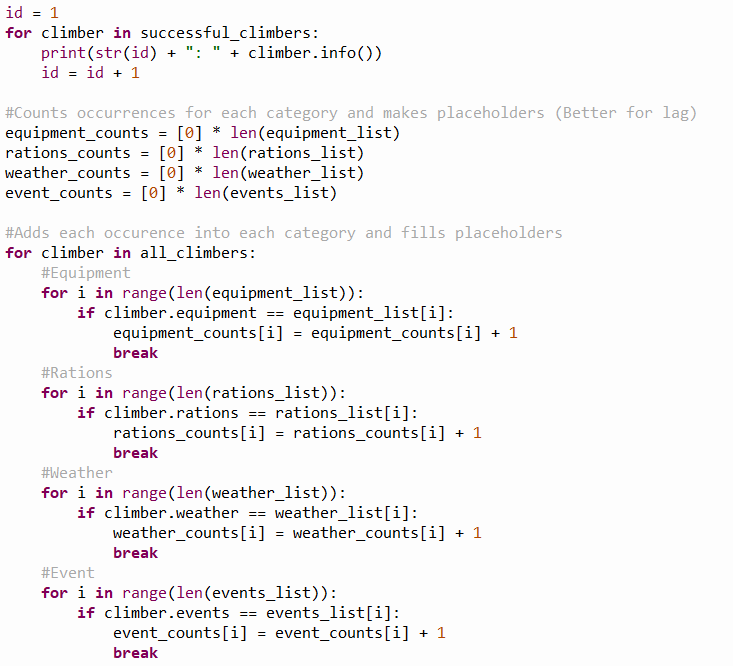 id = 1
for climber in successful_climbers:
    print(str(id) + ": " + climber.info())
    id = id + 1

#Counts occurrences for each category and makes placeholders (Better for lag)
equipment_counts = [0] * len(equipment_list)
rations_counts = [0] * len(rations_list)
weather_counts = [0] * len(weather_list)
event_counts = [0] * len(events_list)

#Adds each occurence into each category and fills placeholders
for climber in all_climbers:
    #Equipment
    for i in range(len(equipment_list)):
        if climber.equipment == equipment_list[i]:
            equipment_counts[i] = equipment_counts[i] + 1
            break
    #Rations
    for i in range(len(rations_list)):
        if climber.rations == rations_list[i]:
            rations_counts[i] = rations_counts[i] + 1
            break
    #Weather
    for i in range(len(weather_list)):
        if climber.weather == weather_list[i]:
            weather_counts[i] = weather_counts[i] + 1
            break
    #Event
    for i in range(len(events_list)):
        if climber.events == events_list[i]:
            event_counts[i] = event_counts[i] + 1
            break